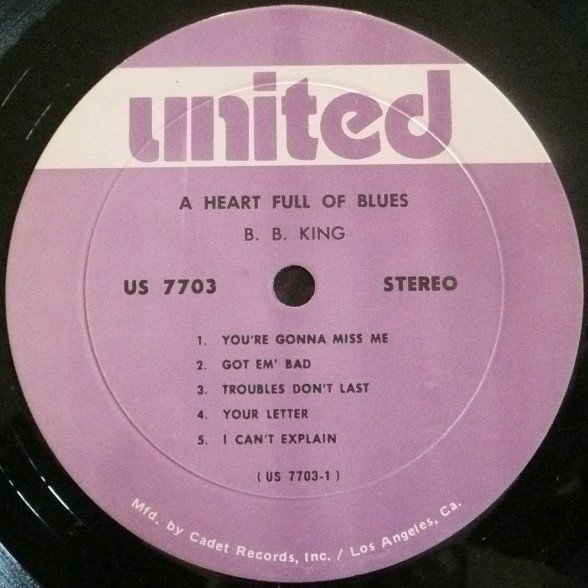 united
A HEART FULL OF BLUES
B. B. KING
US 7703 STEREO
1. YOU'RE GONNA MISS ME
2. GOT EM' BAD
3. TROUBLES DON'T LAST
4. YOUR LETTER
5. I CAN'T EXPLAIN
( US 7703-1 )
Mfd. by Cadet Records, Inc. / Los Angeles, Ca.